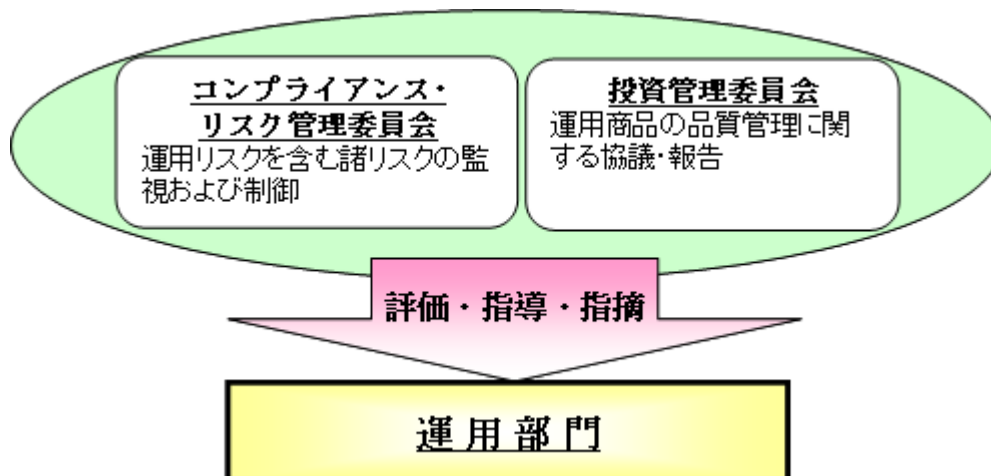 コンプライアンス・
リスク管理委員会
運用リスクを含む諸リスクの監
視および制御
投資管理委員会
運用商品の品質管理に関
する協議・報告
評価・指導・指摘
運用部門